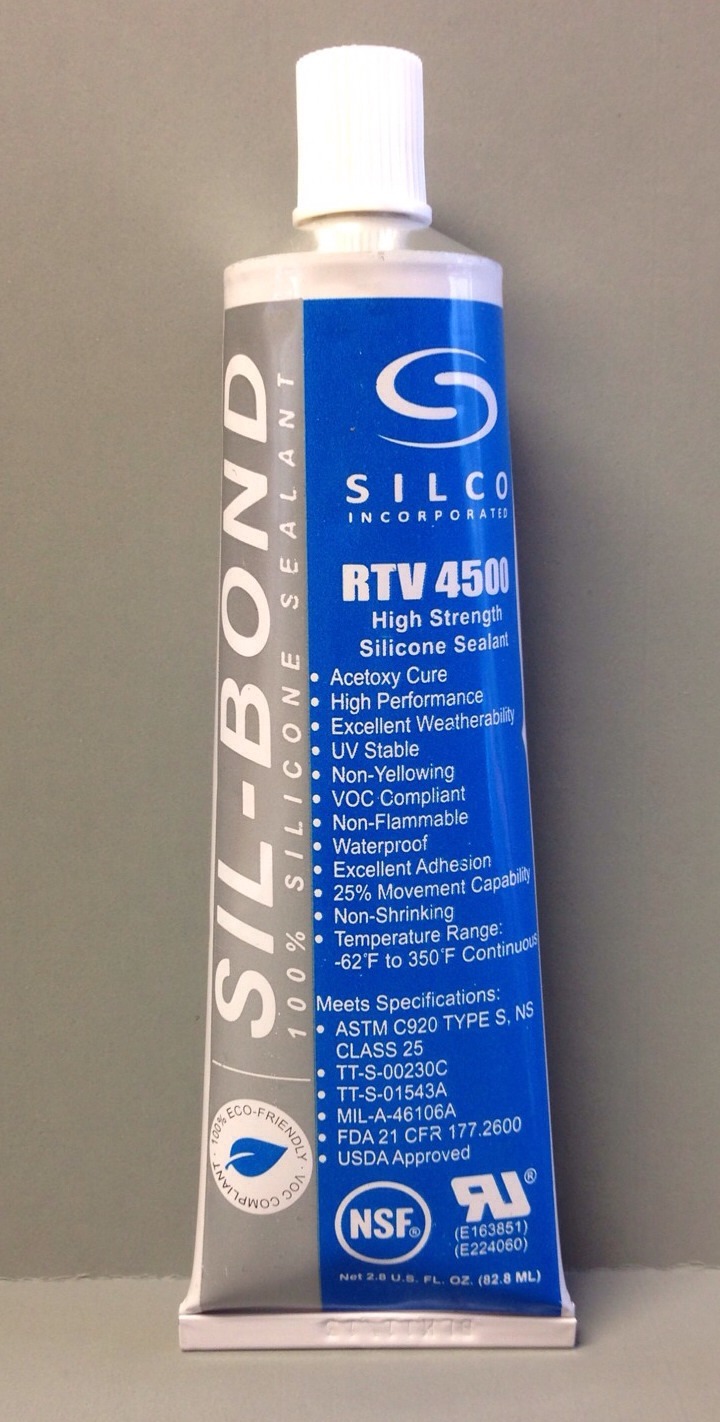 SIL-BOND
100% SILICONE SEALANT
SILCO
INCORPORATED
RTV 4500
High Strength
Silicone Sealant
• Acetoxy Cure
• High Performance
• Excellent Weatherability
• UV Stable
• Non-Yellowing
• VOC Compliant
• Non-Flammable
• Waterproof
• Excellent Adhesion
• 25% Movement Capability
• Non-Shrinking
• Temperature Range:
-62°F to 350°F Continuous
Meets Specifications:
• ASTM C920 TYPE S, NS
CLASS 25
• TT-S-00230C
• TT-S-01543A
• MIL-A-46106A
• FDA 21 CFR 177.2600
• USDA Approved
100% ECO-FRIENDLY · VOC COMPLIANT ·
NSF®
RU®
(E163851)
(E224060)
Net 2.8 U.S. FL. OZ. (82.8 ML)